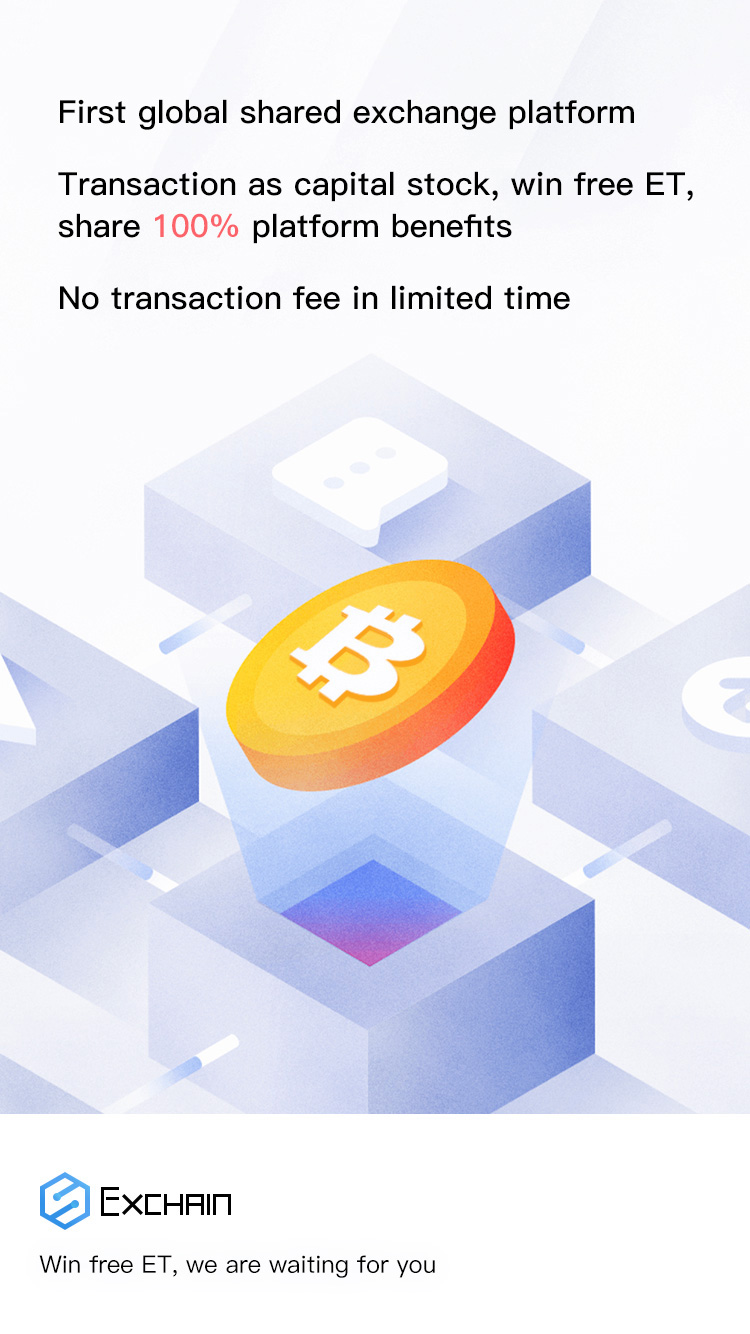 First global shared exchange platform
Transaction as capital stock, win free ET,
share 100% platform benefits
No transaction fee in limited time
EXCHAIN
Win free ET, we are waiting for you